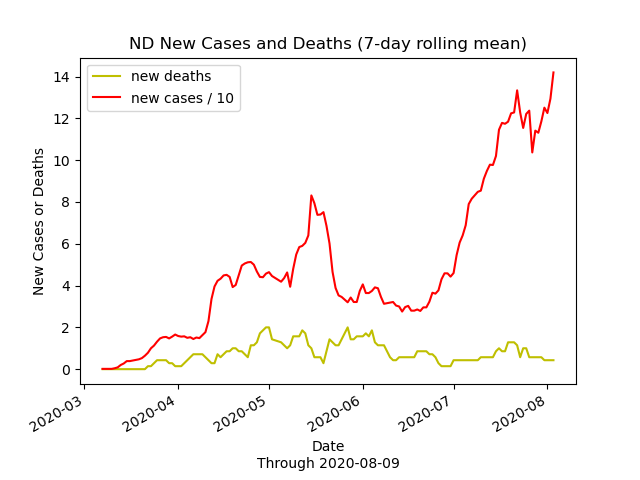 ND New Cases and Deaths (7-day rolling mean)
new deaths
new cases / 10
14
12
10
8
6
4
2
0
New Cases or Deaths
2020-03
2020-04
2020-05
2020-06
2020-07
2020-08
Date
Through 2020-08-09